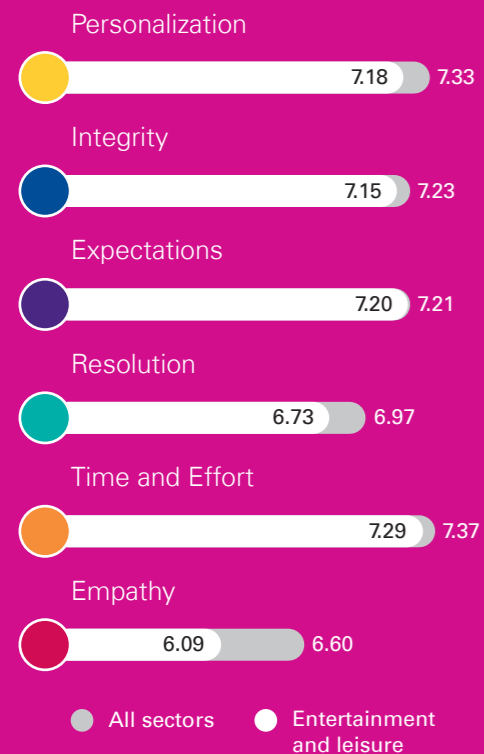 Personalization
7.18 7.33
Integrity
7.15 7.23
Expectations
7.20 7.21
Resolution
6.73 6.97
Time and Effort
7.29 7.37
Empathy
6.09 6.60
All sectors Entertainment
and leisure